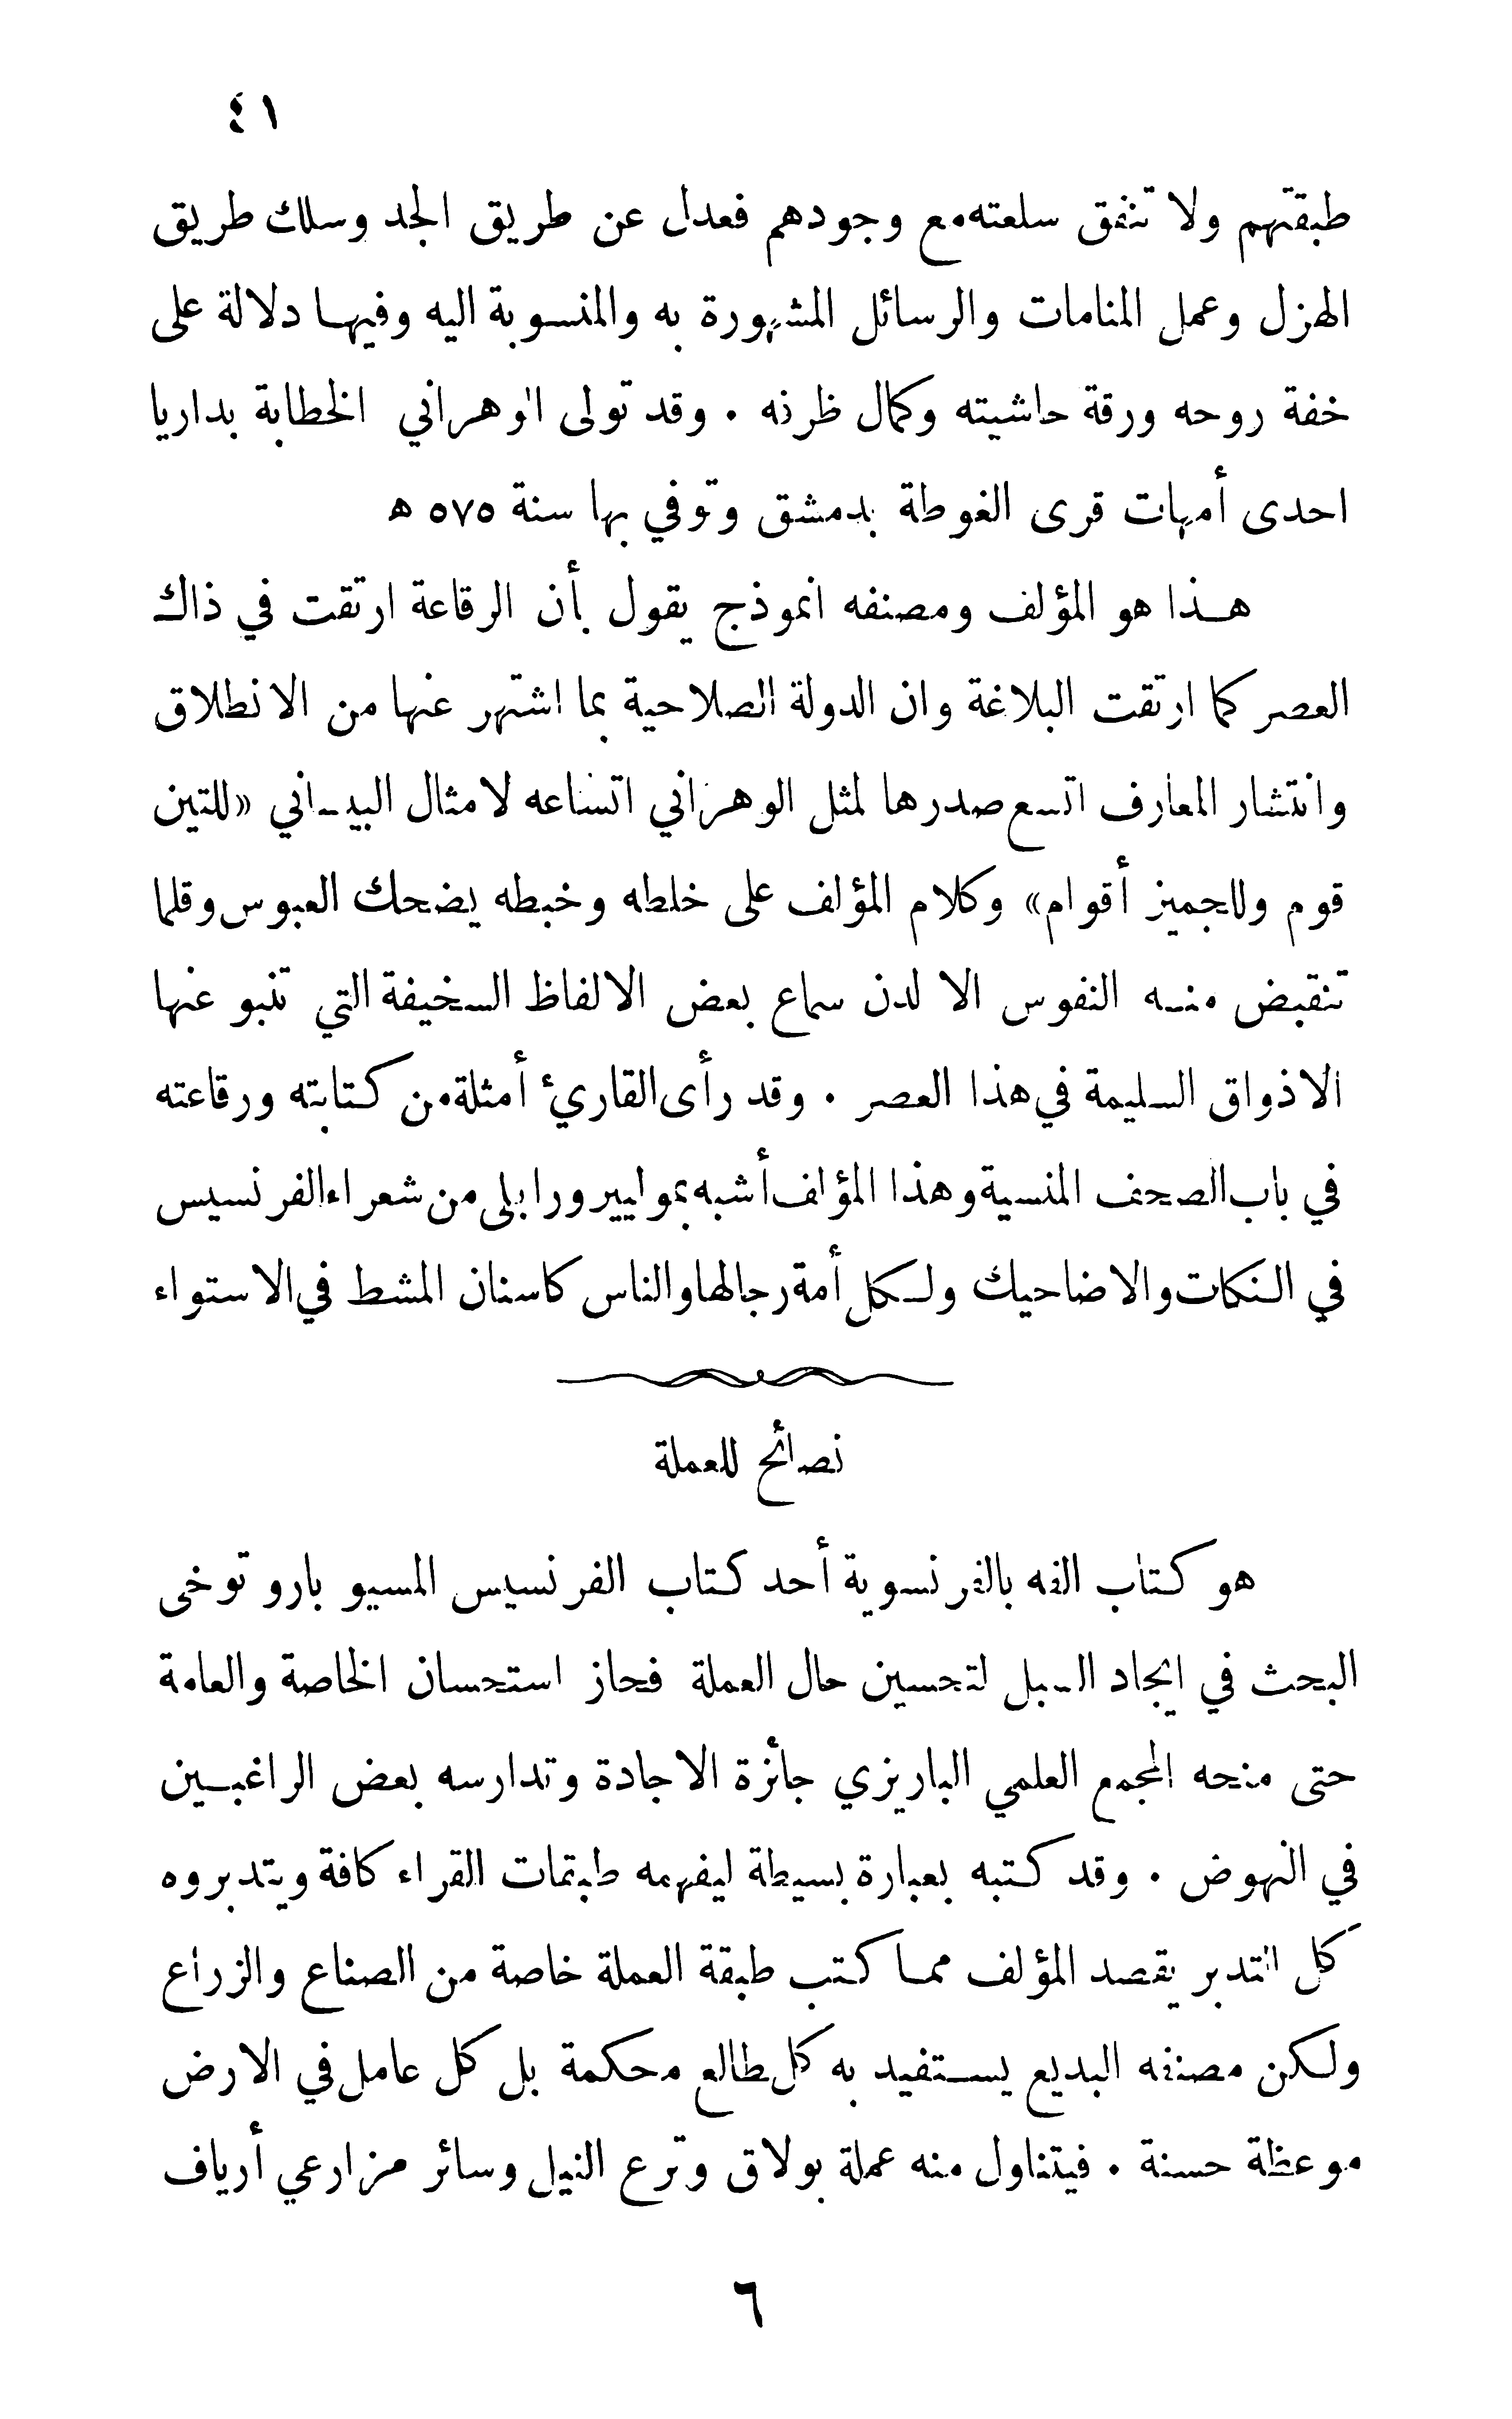 ٤١
طبقتهم ولا تنفق سلعته مع وجودهم فعدل عن طريق الجد وسلك طريق
الهزل وعمل المنامات والرسائل المشهورة به والمنسوبة اليه وفيها دلالة على
خفة روحه ورقة حاشيته وكمال ظرفه . وقد تولى الوهراني الخطابة بداريا
احدى أمهات قرى الغوطة بدمشق وتوفي بها سنة ٥٧٥ ه
هذا هو المؤلف ومصنفه انموذج يقول بأن الرقاعة ارتقت في ذاك
العصر كما ارتقت البلاغة وان الدولة الصلاحية بما اشتهر عنها من الانطلاق
وانتشار المعارف اتسع صدرها لمثل الوهراني اتساعه لامثال البيساني «للتين
قوم وللجميز أقوام» وكلام المؤلف على خلطه وخبطه يضحك العبوس وقلما
تنقبض منه النفوس الا لدن سماع بعض الالفاظ السخيفة التي تنبو عنها
الاذواق السليمة في هذا العصر . وقد رأى القارئ أمثلة من كتابته ورقاعته
في باب الصحف المنسية وهذا المؤلف أشبه بموليير ورابلي من شعراء الفرنسيس
في النكات والاضاحيك ولكل أمة رجالها والناس كاسنان المشط في الاستواء
نصائح للعملة
هو كتاب الفه بالفرنسوية أحد كتاب الفرنسيس المسيو بارو توخى
البحث في ايجاد السبل لتحسين حال العملة فحاز استحسان الخاصة والعامة
حتى منحه المجمع العلمي الباريزي جائزة الاجادة وتدارسه بعض الراغبين
في النهوض . وقد كتبه بعبارة بسيطة ليفهمه طبقات القراء كافة ويتدبروه
كل التدبر يقصد المؤلف مما كتب طبقة العملة خاصة من الصناع والزراع
ولكن مصنفه البديع يستفيد به كل طالع محكمة بل كل عامل في الارض
موعظة حسنة . فيتناول منه عملة بولاق وترع النيل وسائر مزارعي أرياف
٦